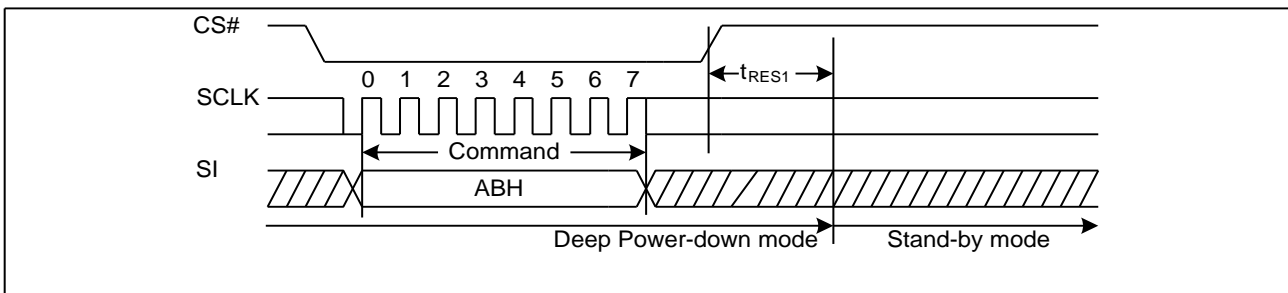 CS#
tRES1
0 1 2 3 4 5 6 7
SCLK
Command
SI
ABH
Deep Power-down mode Stand-by mode